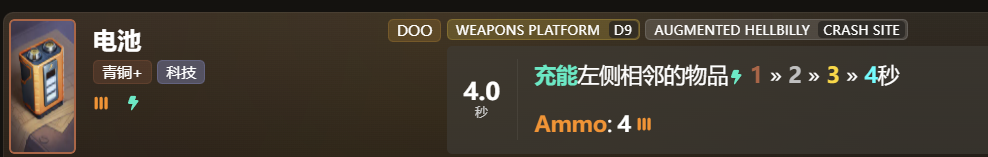 电池
青铜+ 科技
DOO WEAPONS PLATFORM D9 AUGMENTED HELLBILLY CRASH SITE
4.0
秒
充能左侧相邻的物品 1 » 2 » 3 » 4秒
Ammo: 4